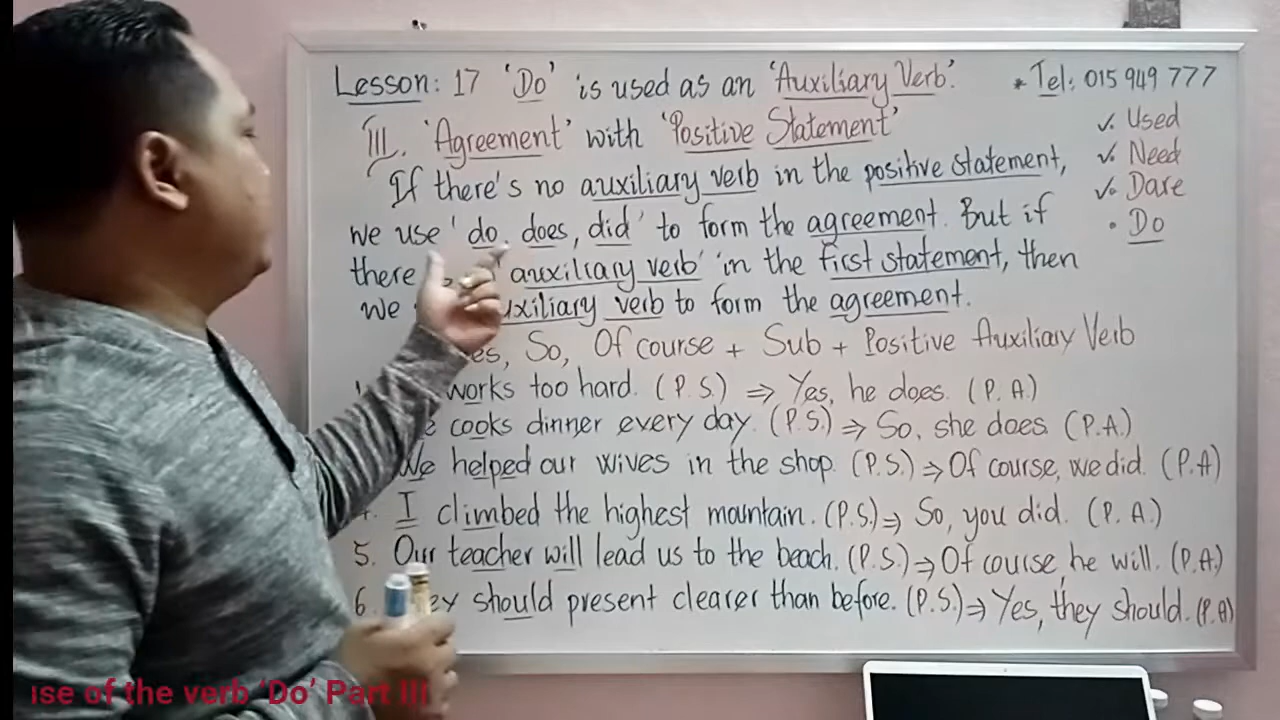 Lesson: 17 'Do' is used as an 'Auxiliary Verb'. * Tel: 015 949 777
III. 'Agreement' with 'Positive Statement'
✓. Used
✓. Need
✓. Dare
• Do
If there's no auxiliary verb in the positive statement,
we use 'do, does, did' to form the agreement. But if
there 'auxiliary verb' in the first statement, then
we auxiliary verb to form the agreement.
Yes, So, Of course + Sub + Positive Auxiliary Verb
works too hard. (P.S.) ⇒ Yes, he does. (P.A.)
cooks dinner every day. (P.S.) ⇒ So, she does. (P.A.)
We helped our wives in the shop. (P.S.) ⇒ Of course, we did. (P.A)
4. I climbed the highest mountain. (P.S.) ⇒ So, you did. (P.A.)
5. Our teacher will lead us to the beach. (P.S.) ⇒ Of course, he will. (P.A.)
6. They should present clearer than before. (P.S.) ⇒ Yes, they should. (P.A)
use of the verb 'Do' Part III